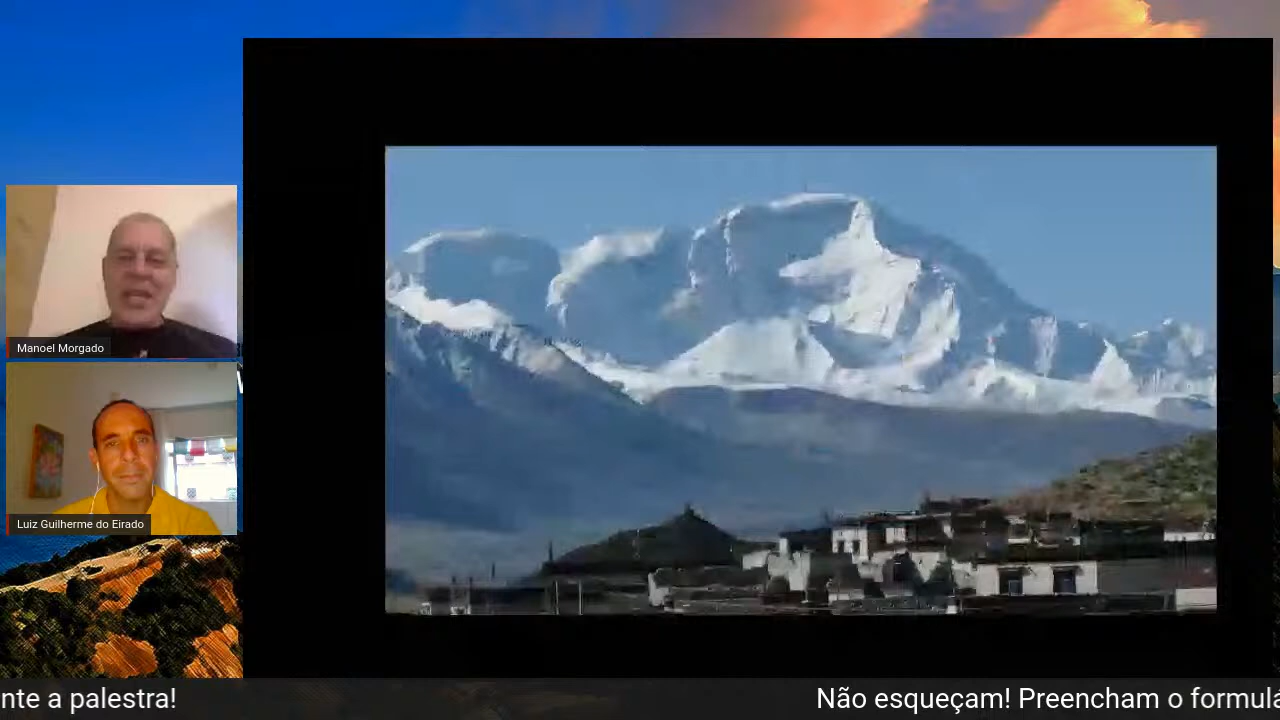 Manoel Morgado
Luiz Guilherme do Eirado
nte a palestra!
Não esqueçam! Preencham o formula